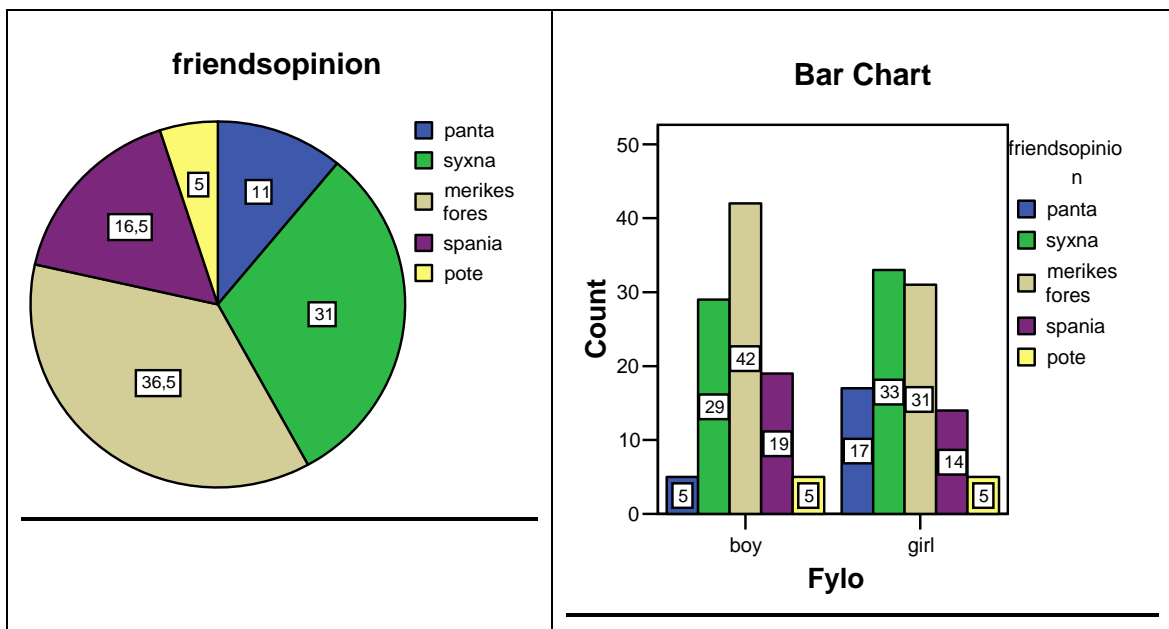 friendsopinion
panta
syxna
merikes
fores
spania
pote
5
11
16,5
31
36,5
Bar Chart
50
40
30
20
10
0
Count
5
29
42
19
5
17
33
31
14
5
boy
girl
Fylo
friendsopinio
n
panta
syxna
merikes
fores
spania
pote